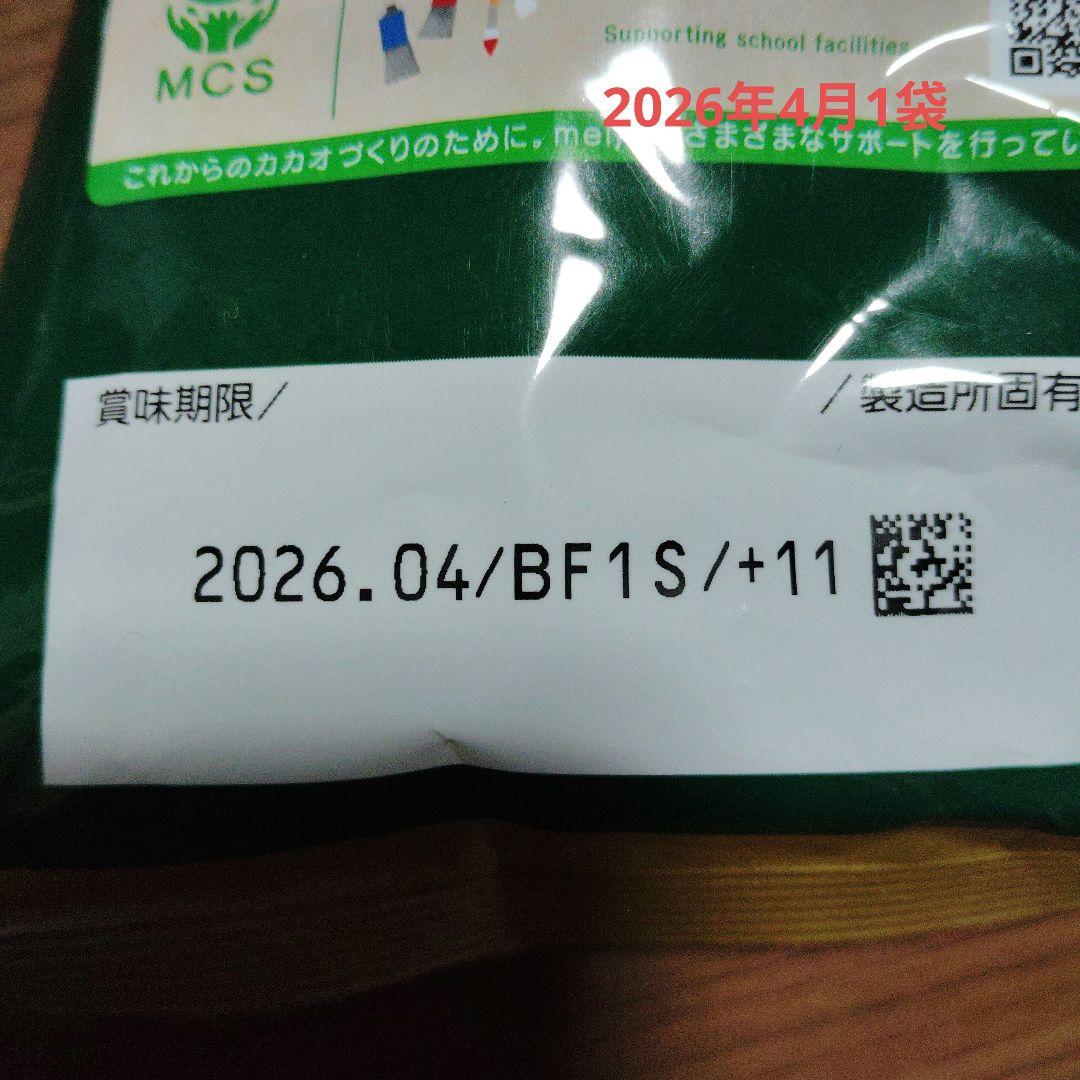 MCS
Supporting school facilities
2026年4月1袋
これからのカカオづくりのために。mei さまざまなサポートを行ってい
賞味期限/
/製造所固有
2026.04/BF1S/+11